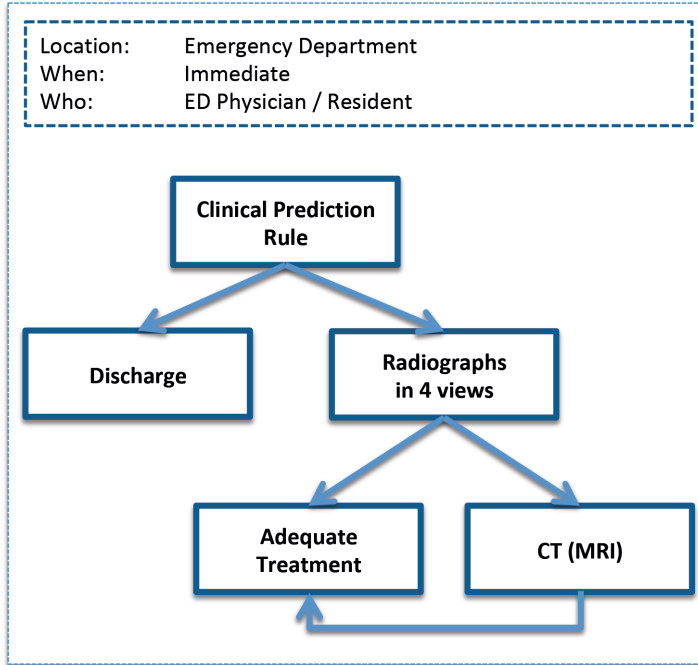 Location: Emergency Department
When: Immediate
Who: ED Physician / Resident
Clinical Prediction
Rule
Discharge
Radiographs
in 4 views
Adequate
Treatment
CT (MRI)